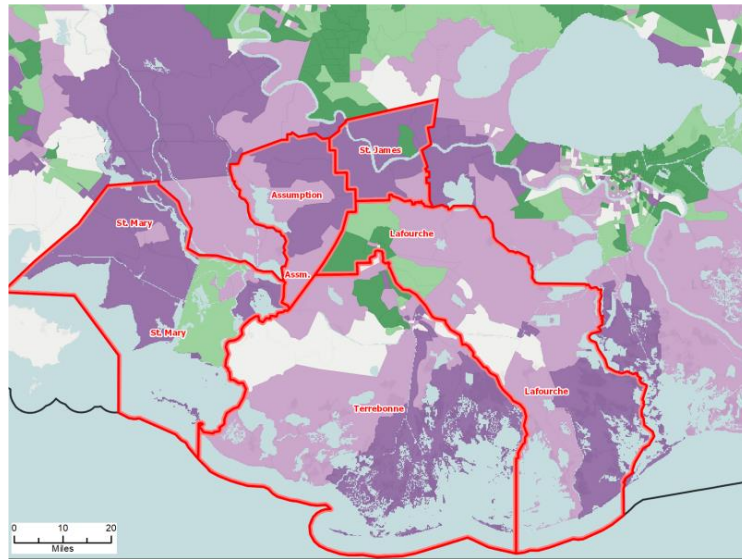 St. James
Assumption
St. Mary
Lafourche
Assm.
St. Mary
Terrebonne
Lafourche
0 10 20
Miles